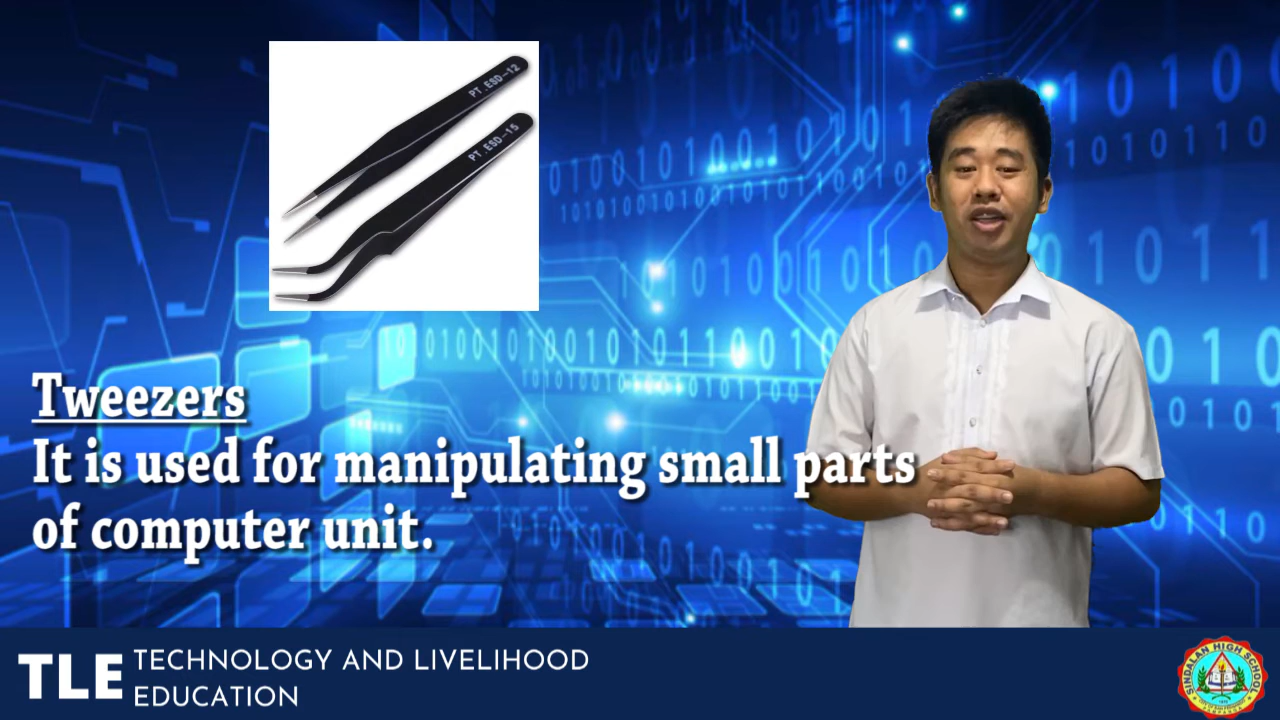 PT.ESD-12
PT.ESD-15
Tweezers
It is used for manipulating small parts
of computer unit.
TLE TECHNOLOGY AND LIVELIHOOD
EDUCATION
SINDALAN HIGH SCHOOL